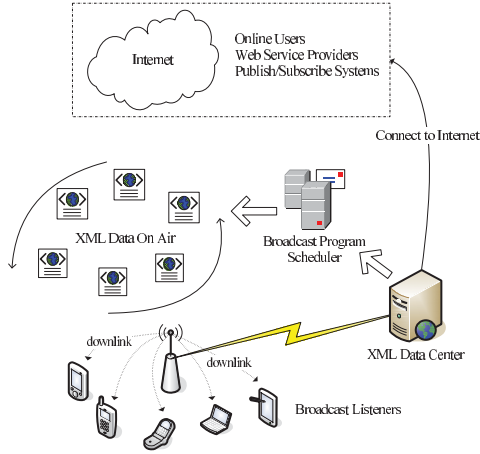 Internet
Online Users
Web Service Providers
Publish/Subscribe Systems
Connect to Internet
XML Data On Air
Broadcast Program
Scheduler
XML Data Center
downlink
downlink
Broadcast Listeners